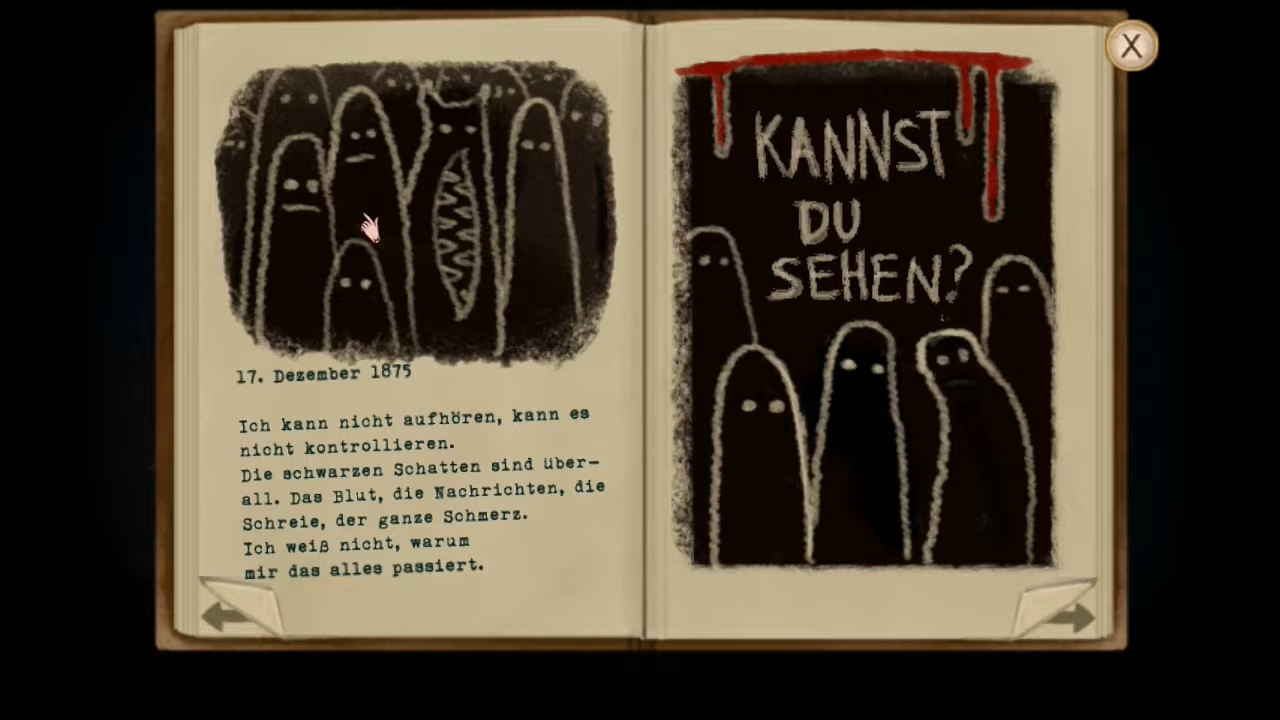 17. Dezember 1875
Ich kann nicht aufhören, kann es
nicht kontrollieren.
Die schwarzen Schatten sind über-
all. Das Blut, die Nachrichten, die
Schreie, der ganze Schmerz.
Ich weiß nicht, warum
mir das alles passiert.
KANNST
DU
SEHEN?
X